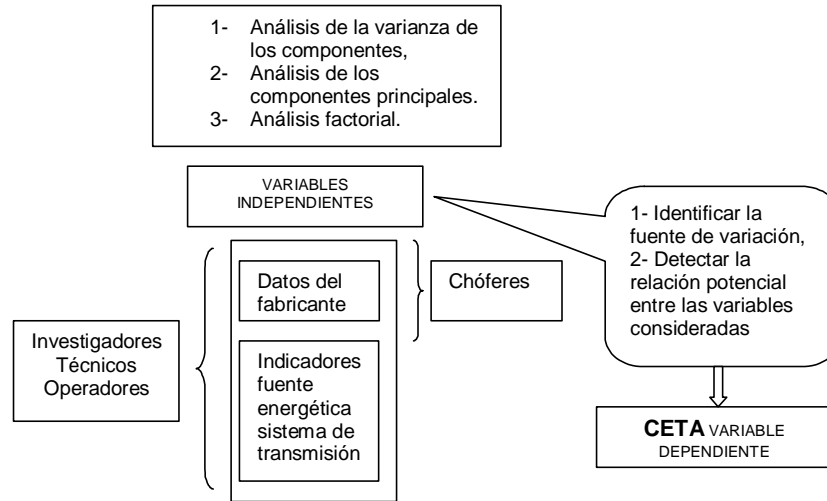 1- Análisis de la varianza de
los componentes,
2- Análisis de los
componentes principales.
3- Análisis factorial.
VARIABLES
INDEPENDIENTES
1- Identificar la
fuente de variación,
2- Detectar la
relación potencial
entre las variables
consideradas
Datos del
fabricante
Chóferes
Investigadores
Técnicos
Operadores
Indicadores
fuente
energética
sistema de
transmisión
CETA VARIABLE
DEPENDIENTE